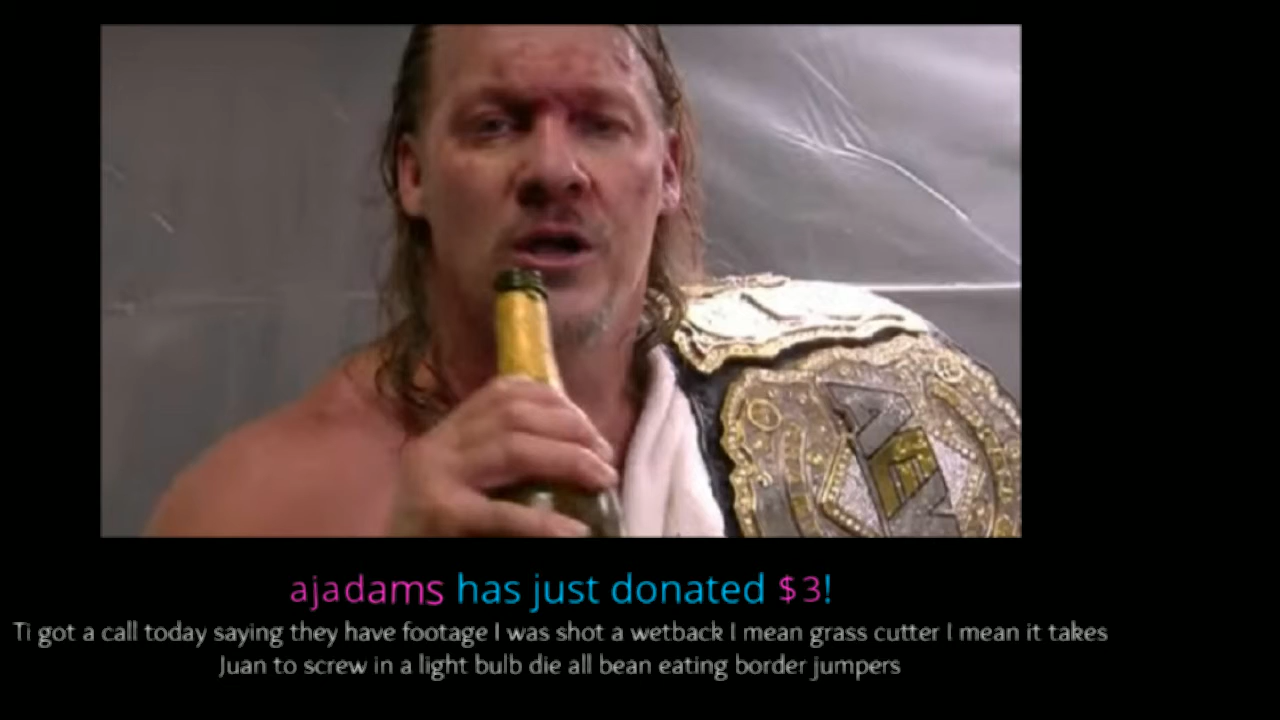 AEW
ajadams has just donated $3!
Ti got a call today saying they have footage I was shot a wetback I mean grass cutter I mean it takes
Juan to screw in a light bulb die all bean eating border jumpers